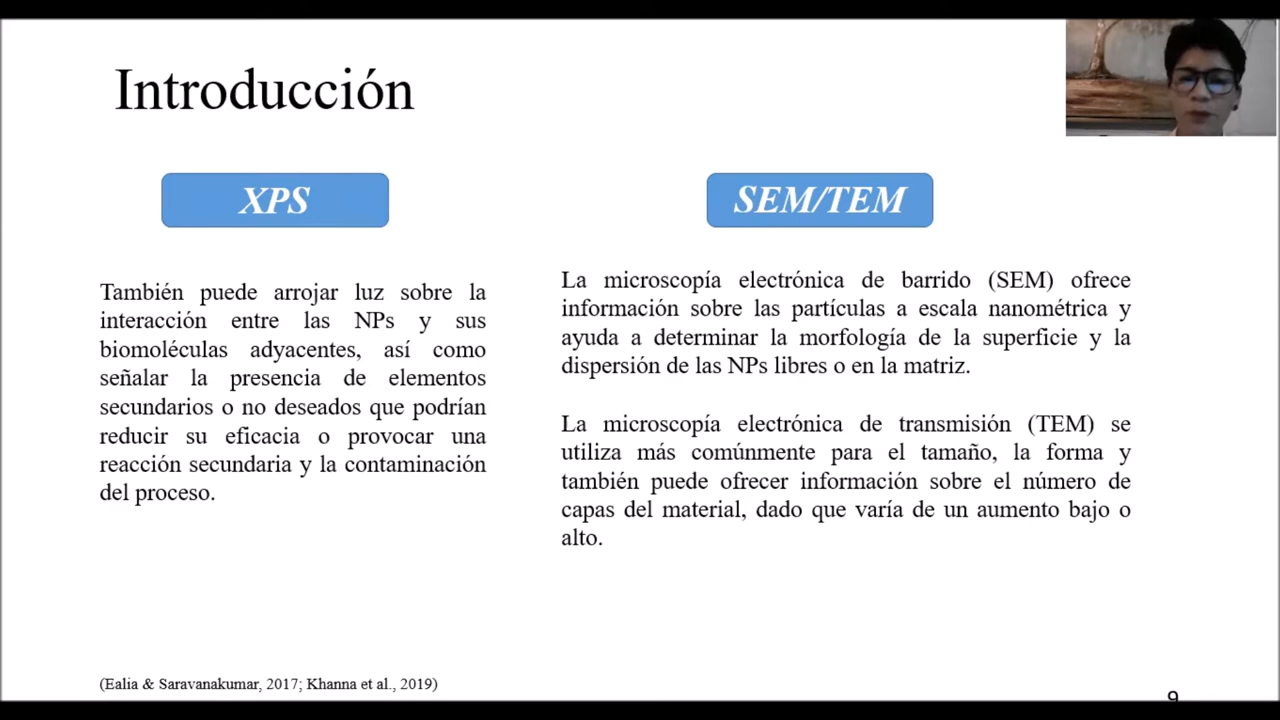 Introducción
XPS
También puede arrojar luz sobre la
interacción entre las NPs y sus
biomoléculas adyacentes, así como
señalar la presencia de elementos
secundarios o no deseados que podrían
reducir su eficacia o provocar una
reacción secundaria y la contaminación
del proceso.
SEM/TEM
La microscopía electrónica de barrido (SEM) ofrece
información sobre las partículas a escala nanométrica y
ayuda a determinar la morfología de la superficie y la
dispersión de las NPs libres o en la matriz.
La microscopía electrónica de transmisión (TEM) se
utiliza más comúnmente para el tamaño, la forma y
también puede ofrecer información sobre el número de
capas del material, dado que varía de un aumento bajo o
alto.
(Ealia & Saravanakumar, 2017; Khanna et al., 2019)
9